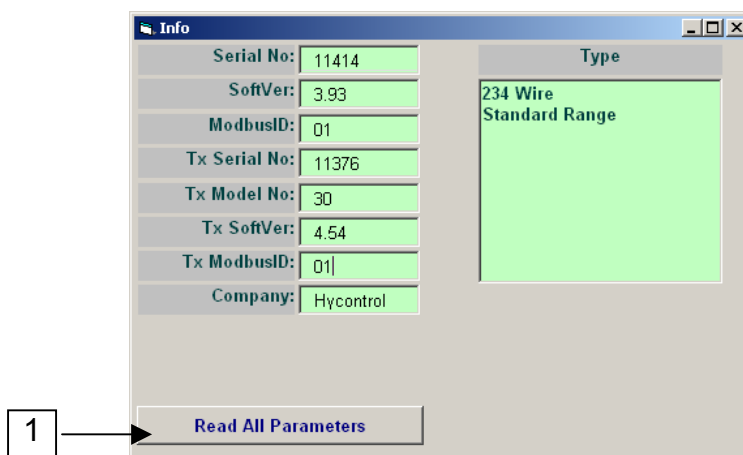 Info
Serial No: 11414
SoftVer: 3.93
ModbusID: 01
Tx Serial No: 11376
Tx Model No: 30
Tx SoftVer: 4.54
Tx ModbusID: 01
Company: Hycontrol
Type
234 Wire
Standard Range
1
Read All Parameters